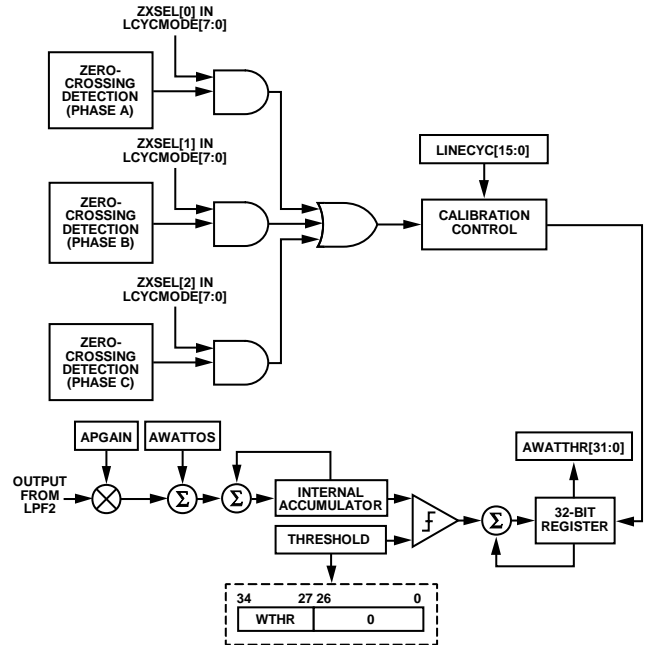 ZXSEL[0] IN
LCYCMODE[7:0]
ZERO-
CROSSING
DETECTION
(PHASE A)
ZXSEL[1] IN
LCYCMODE[7:0]
ZERO-
CROSSING
DETECTION
(PHASE B)
ZXSEL[2] IN
LCYCMODE[7:0]
ZERO-
CROSSING
DETECTION
(PHASE C)
LINECYC[15:0]
CALIBRATION
CONTROL
APGAIN
AWATTOS
AWATTHR[31:0]
OUTPUT
FROM
LPF2
Σ
Σ
INTERNAL
ACCUMULATOR
THRESHOLD
Σ
32-BIT
REGISTER
34 27 26 0
WTHR 0